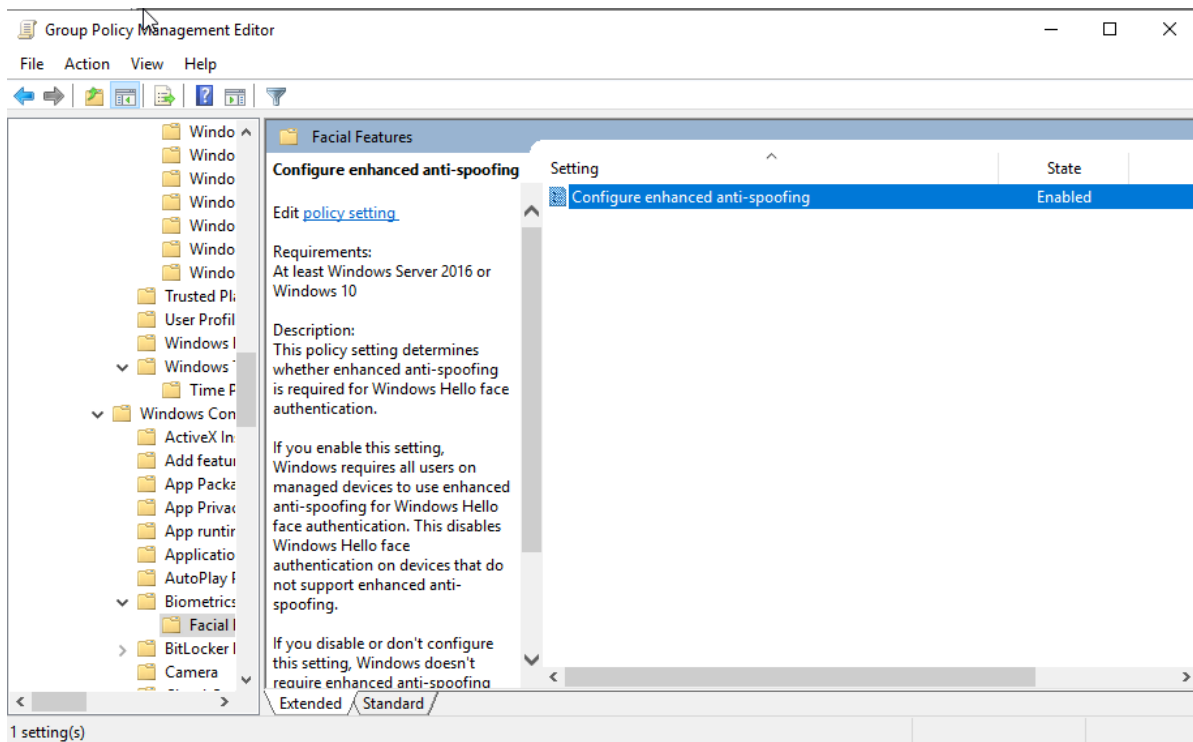 Group Policy Management Editor
File Action View Help
Windo
Windo
Windo
Windo
Windo
Windo
Windo
Trusted Pl
User Profil
Windows
Windows
Time P
Windows Con
ActiveX In
Add featu
App Packa
App Privac
App runtin
Applicatio
AutoPlay
Biometrics
Facial
BitLocker
Camera
Facial Features
Configure enhanced anti-spoofing
Edit policy setting
Requirements:
At least Windows Server 2016 or
Windows 10
Description:
This policy setting determines
whether enhanced anti-spoofing
is required for Windows Hello face
authentication.
If you enable this setting,
Windows requires all users on
managed devices to use enhanced
anti-spoofing for Windows Hello
face authentication. This disables
Windows Hello face
authentication on devices that do
not support enhanced anti-
spoofing.
If you disable or don't configure
this setting, Windows doesn't
require enhanced anti-spoofing
Setting State
Configure enhanced anti-spoofing Enabled
Extended Standard
1 setting(s)